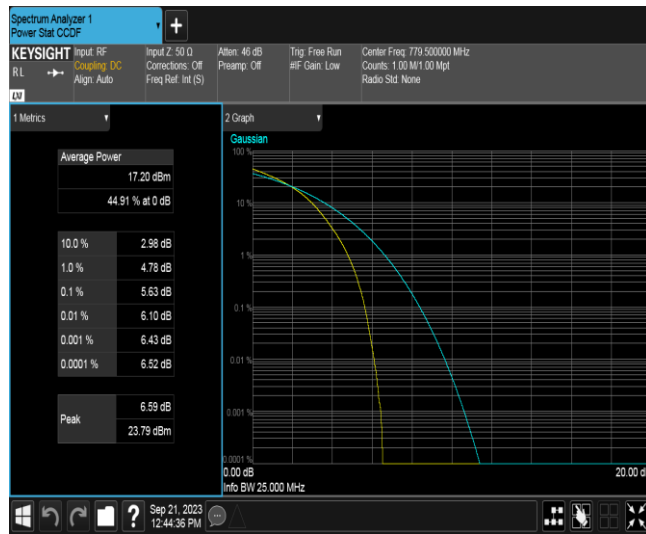 Spectrum Analyzer 1
Power Stat CCDF
+
KEYSIGHT
RL
LXI
Input: RF
Coupling: DC
Align: Auto
Input Z: 50 Ω
Corrections: Off
Freq Ref: Int (S)
Atten: 46 dB
Preamp: Off
Trig: Free Run
#IF Gain: Low
Center Freq: 779.500000 MHz
Counts: 1.00 M/1.00 Mpt
Radio Std: None
1 Metrics
Average Power
17.20 dBm
44.91 % at 0 dB
10.0 % 2.98 dB
1.0 % 4.78 dB
0.1 % 5.63 dB
0.01 % 6.10 dB
0.001 % 6.43 dB
0.0001 % 6.52 dB
Peak
6.59 dB
23.79 dBm
2 Graph
Gaussian
100 %
10 %
1 %
0.1 %
0.01 %
0.001 %
0.0001 %
0.00 dB
20.00 d
Info BW 25.000 MHz
?
Sep 21, 2023
12:44:36 PM